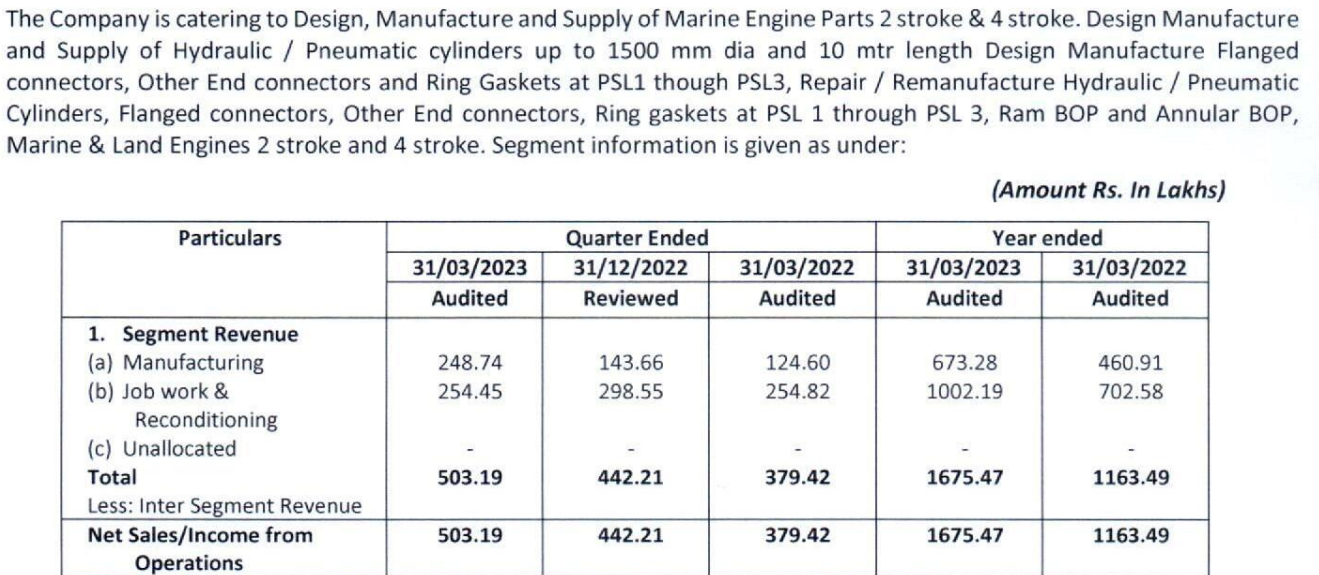 The Company is catering to Design, Manufacture and Supply of Marine Engine Parts 2 stroke & 4 stroke. Design Manufacture
and Supply of Hydraulic / Pneumatic cylinders up to 1500 mm dia and 10 mtr length Design Manufacture Flanged
connectors, Other End connectors and Ring Gaskets at PSL1 though PSL3, Repair / Remanufacture Hydraulic / Pneumatic
Cylinders, Flanged connectors, Other End connectors, Ring gaskets at PSL 1 through PSL 3, Ram BOP and Annular BOP,
Marine & Land Engines 2 stroke and 4 stroke. Segment information is given as under:
(Amount Rs. In Lakhs)
Particulars Quarter Ended Year ended
31/03/2023 31/12/2022 31/03/2022 31/03/2023 31/03/2022
Audited Reviewed Audited Audited Audited
1. Segment Revenue
(a) Manufacturing 248.74 143.66 124.60 673.28 460.91
(b) Job work & 254.45 298.55 254.82 1002.19 702.58
Reconditioning
(c) Unallocated - - - - -
Total 503.19 442.21 379.42 1675.47 1163.49
Less: Inter Segment Revenue
Net Sales/Income from 503.19 442.21 379.42 1675.47 1163.49
Operations